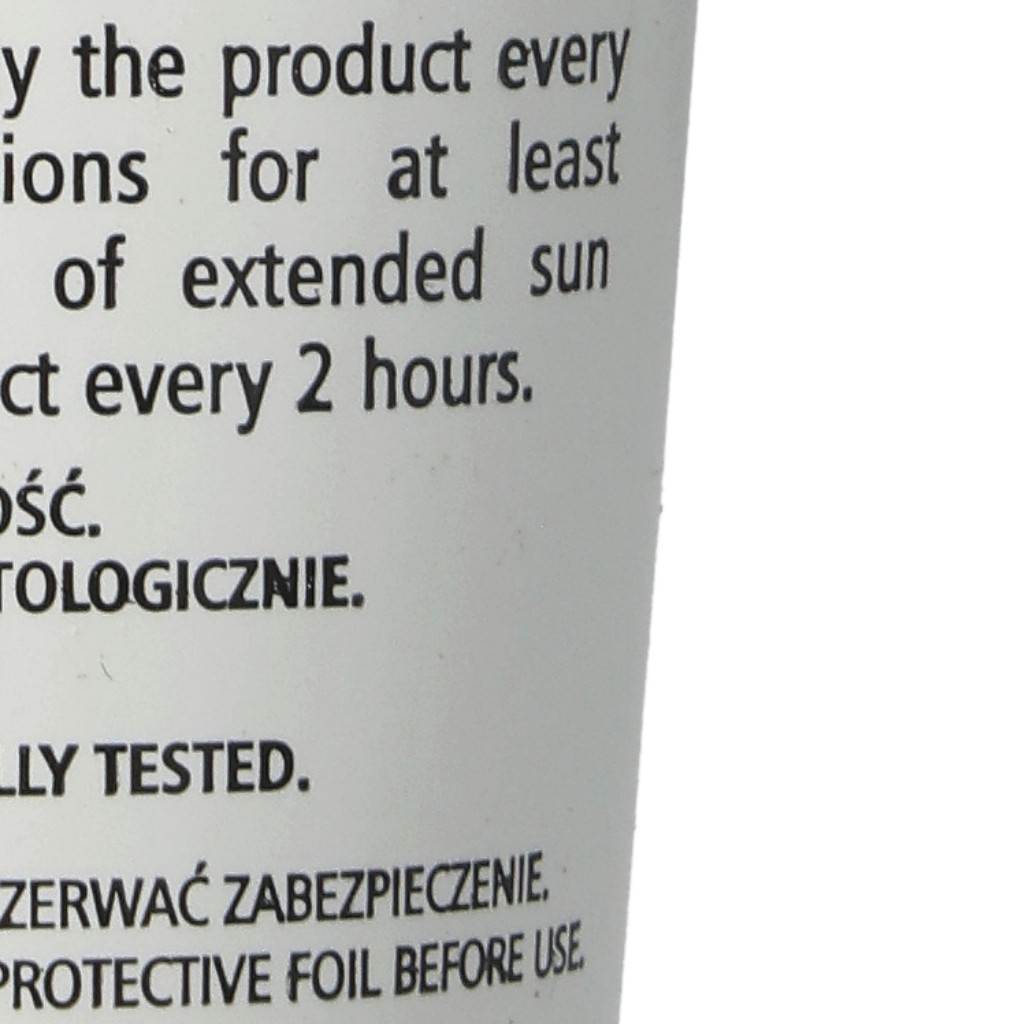 y the product every
ions for at least
of extended sun
ct every 2 hours.
OŚĆ.
TOLOGICZNIE.
LLY TESTED.
ZERWAĆ ZABEZPIECZENIE.
PROTECTIVE FOIL BEFORE USE.